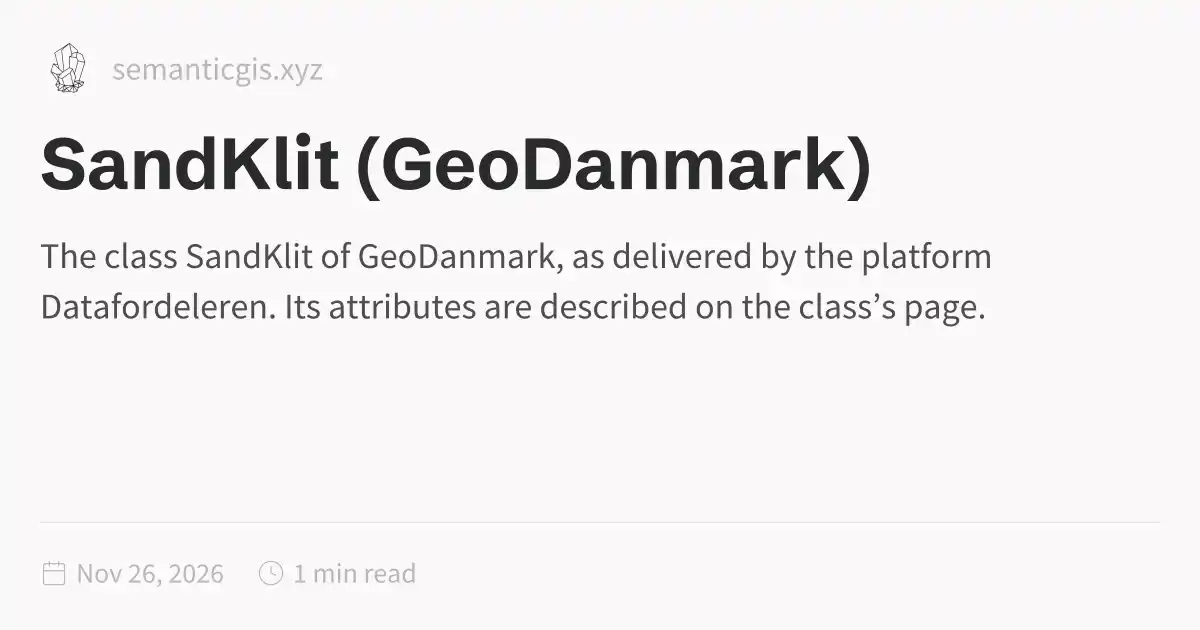 semanticgis.xyz
SandKlit (GeoDanmark)
The class SandKlit of GeoDanmark, as delivered by the platform
Datafordeleren. Its attributes are described on the class’s page.
Nov 26, 2026 1 min read